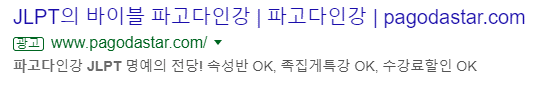 JLPT의 바이블 파고다인강 | 파고다인강 | pagodastar.com
광고 www.pagodastar.com/
파고다인강 JLPT 명예의 전당! 속성반 OK, 족집게특강 OK, 수강료할인 OK